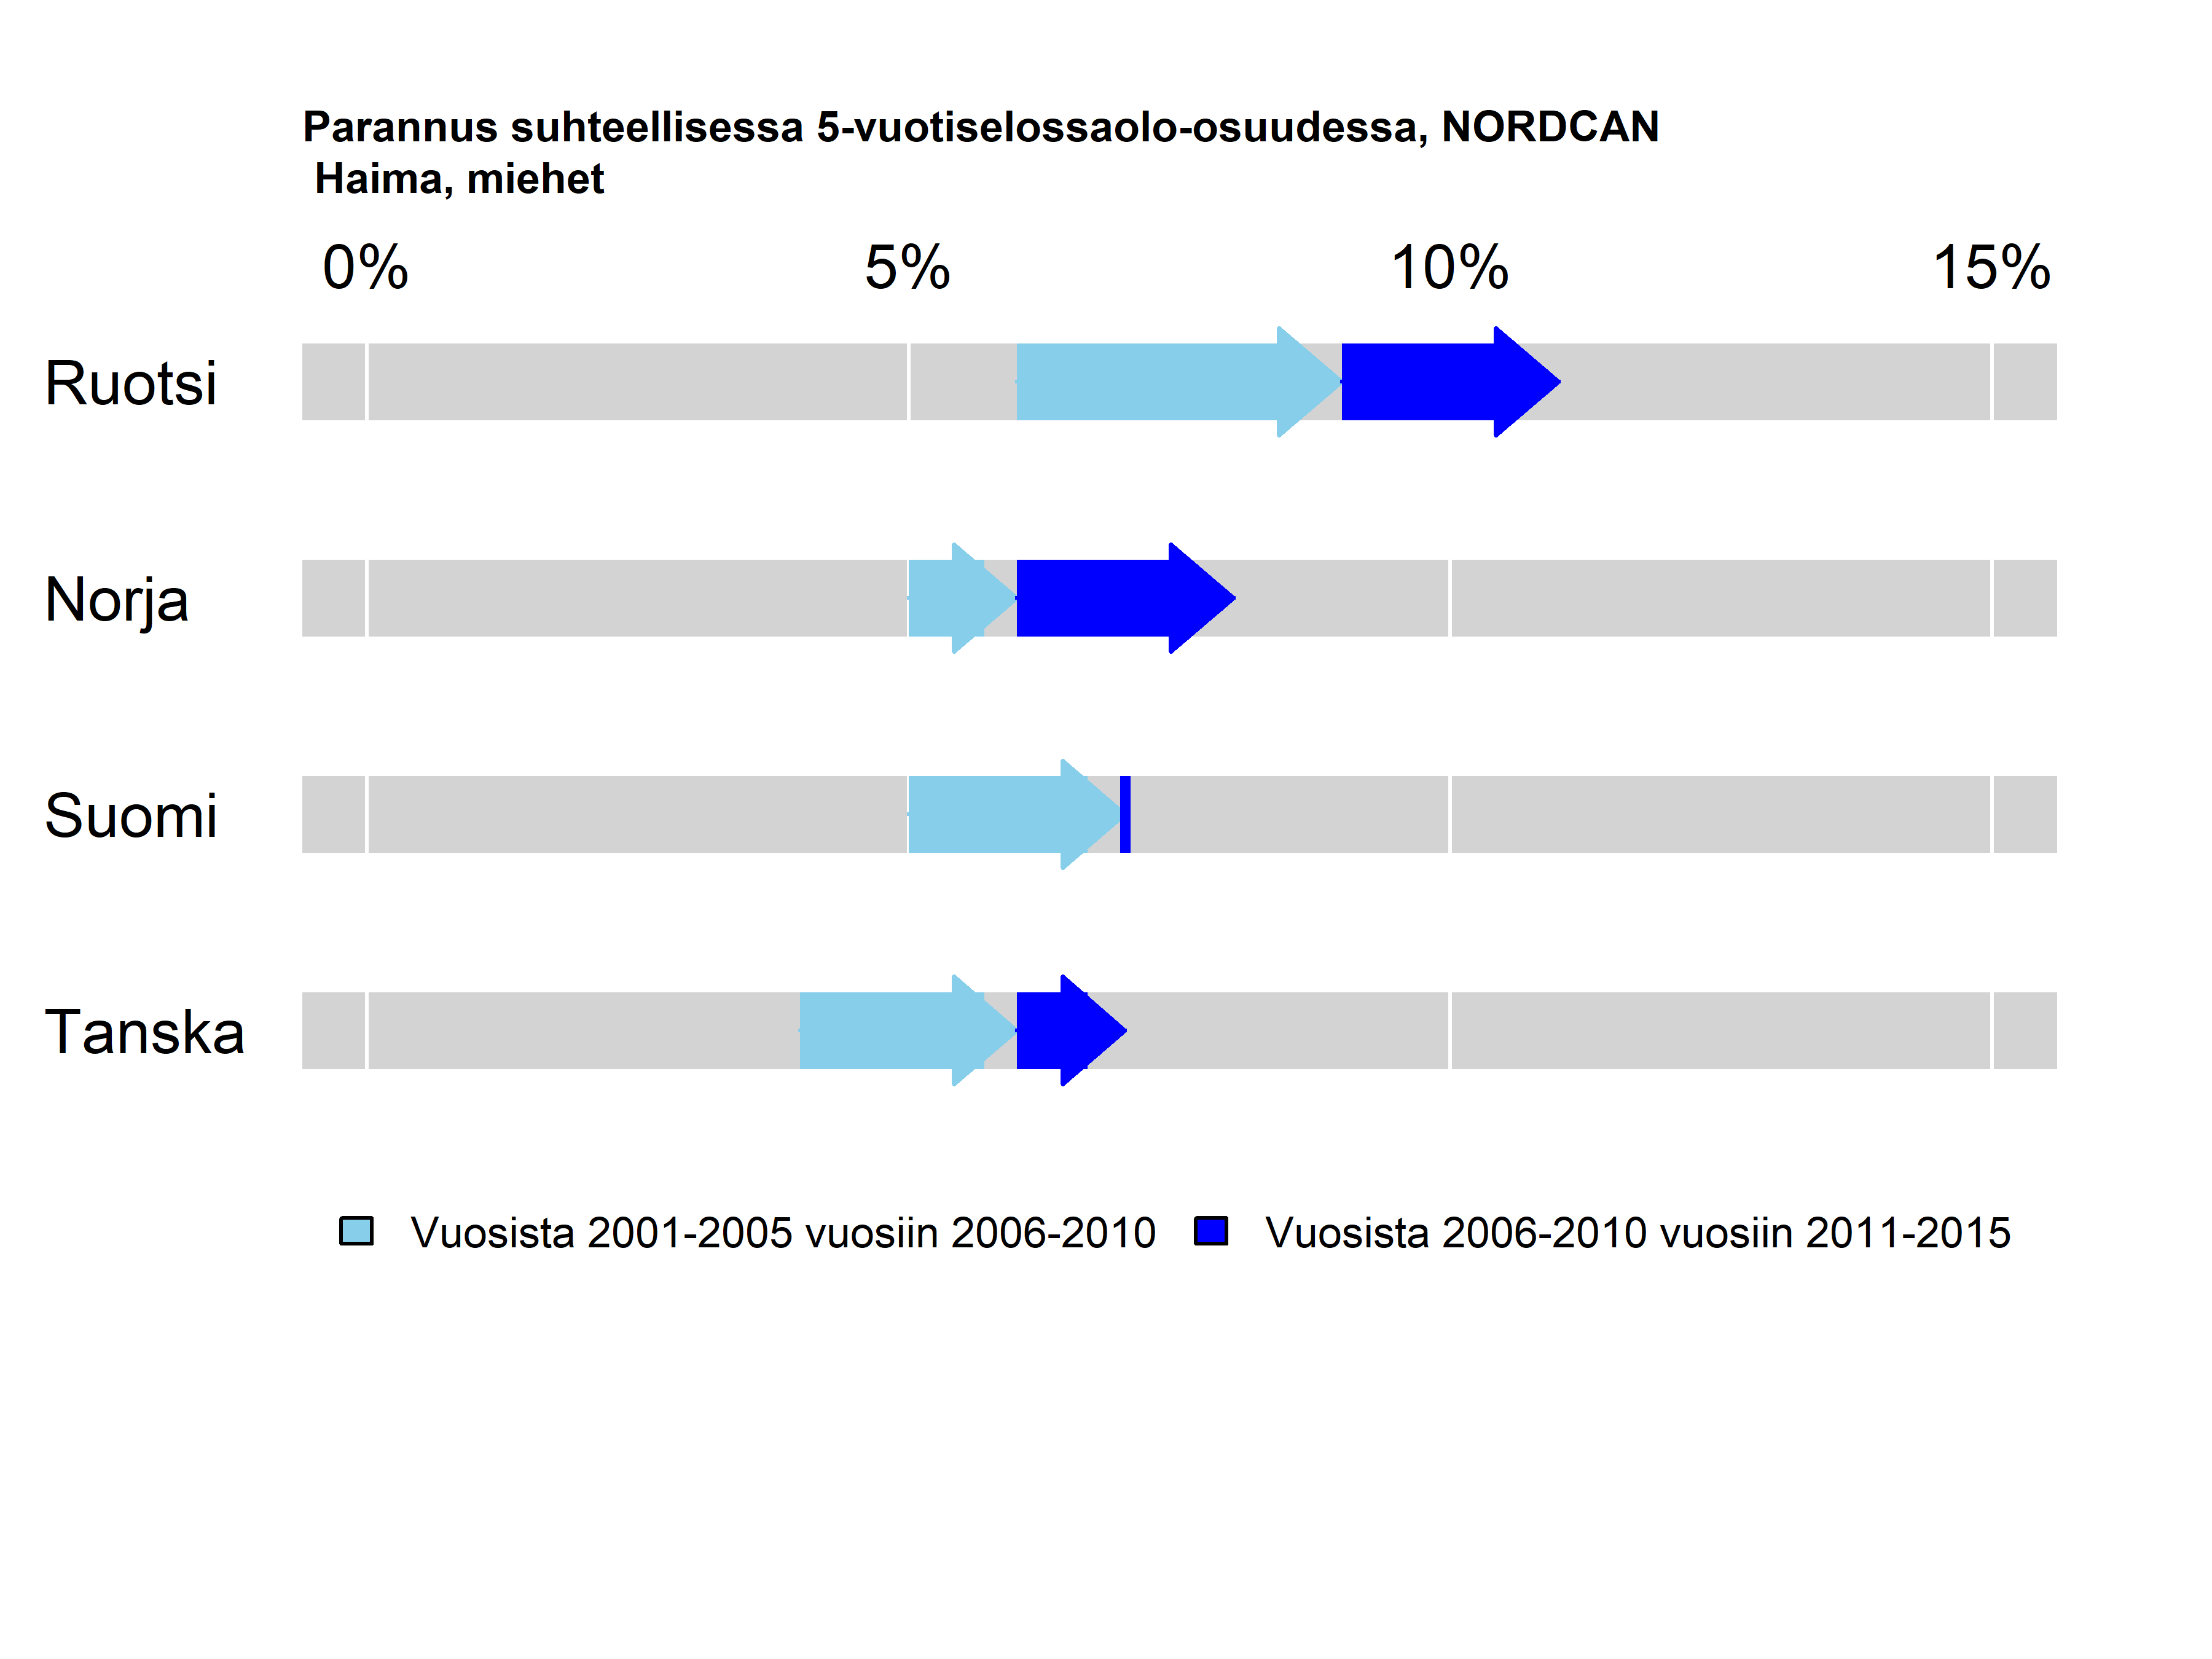 Parannus suhteellisessa 5-vuotiselossaolo-osuudessa, NORDCAN
Haima, miehet
0% 5% 10% 15%
Ruotsi
Norja
Suomi
Tanska
Vuosista 2001-2005 vuosiin 2006-2010 Vuosista 2006-2010 vuosiin 2011-2015